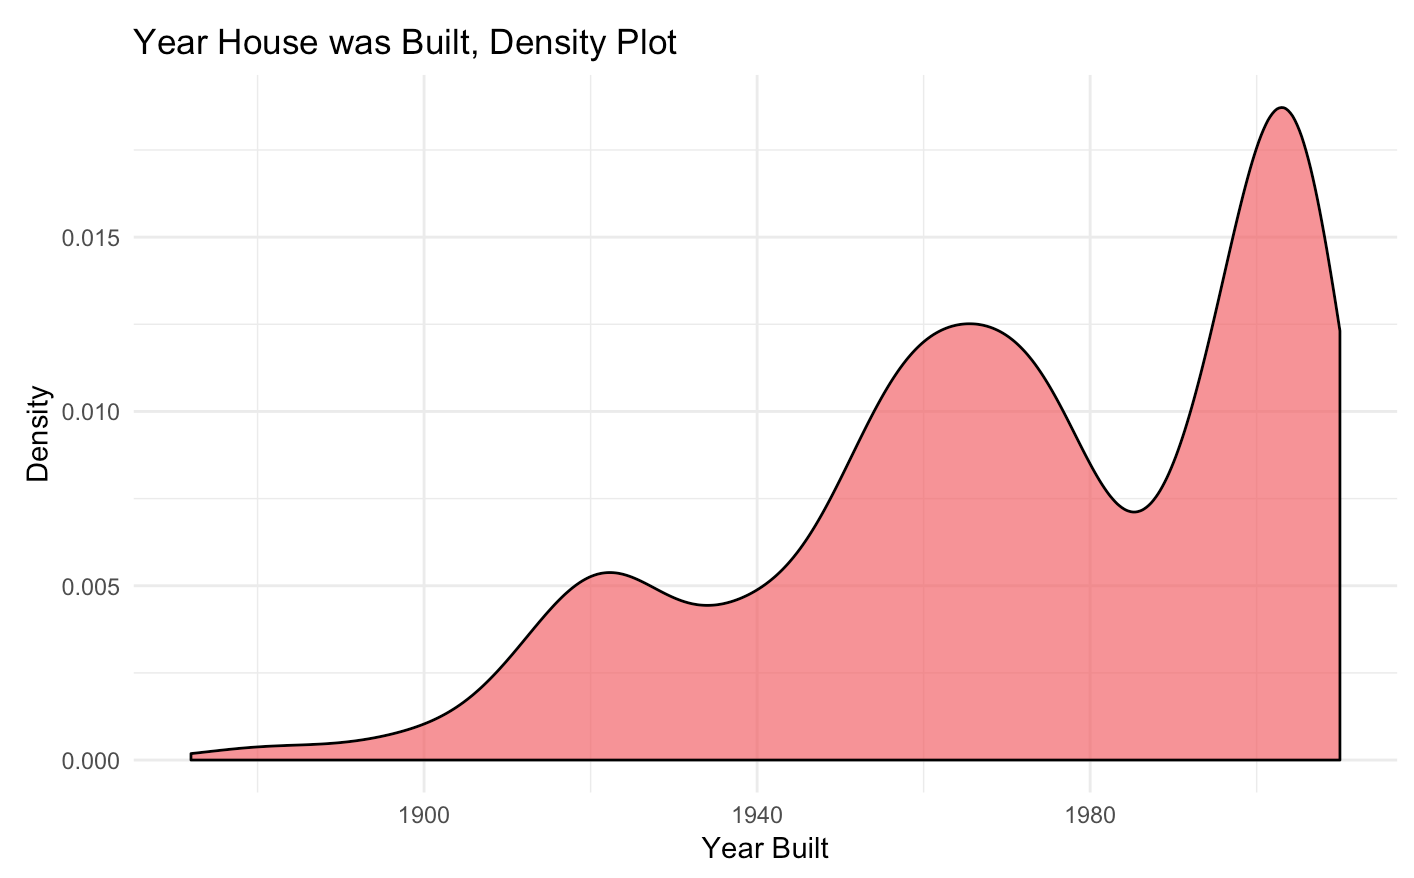 Year House was Built, Density Plot
0.015
0.010
0.005
0.000
Density
1900 1940 1980
Year Built